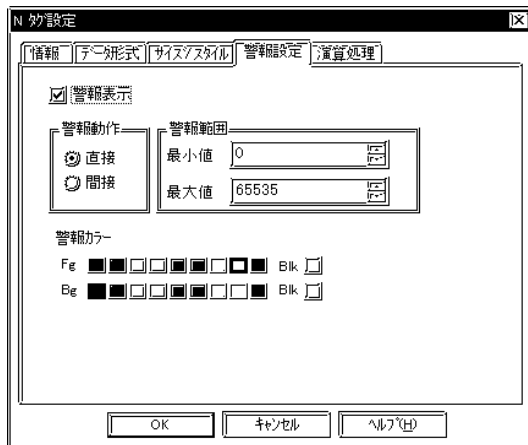 N ﾀｸﾞ設定
情報 ﾃﾞｰﾀ形式 ｻｲｽﾞ/ｽﾀｲﾙ 警報設定 演算処理
警報表示
警報動作 警報範囲
直接 最小値 0
間接 最大値 65535
警報ｶﾗｰ
Fg Blk
Bg Blk
OK ｷｬﾝｾﾙ ﾍﾙﾌﾟ(H)